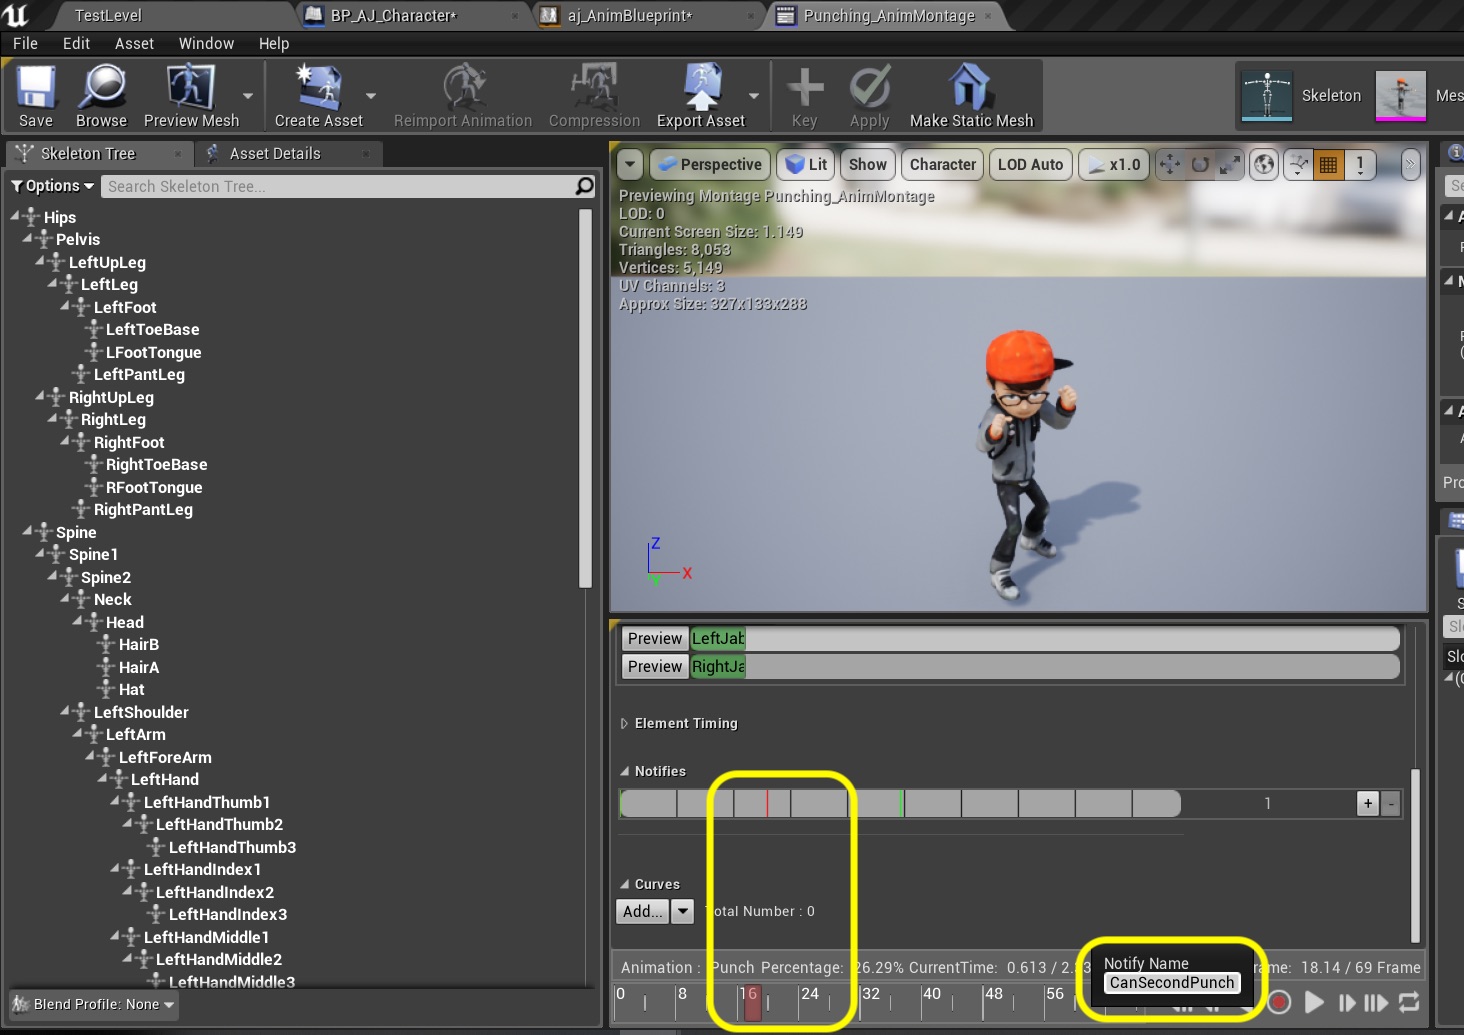 TestLevel
BP_AJ_Character*
aj_AnimBlueprint*
Punching_AnimMontage
File Edit Asset Window Help
Save
Browse
Preview Mesh
Create Asset
Reimport Animation
Compression
Export Asset
Key
Apply
Make Static Mesh
Skeleton
Mes
Skeleton Tree
Asset Details
Options
Search Skeleton Tree...
Hips
Pelvis
LeftUpLeg
LeftLeg
LeftFoot
LeftToeBase
LFootTongue
LeftPantLeg
RightUpLeg
RightLeg
RightFoot
RightToeBase
RFootTongue
RightPantLeg
Spine
Spine1
Spine2
Neck
Head
HairB
HairA
Hat
LeftShoulder
LeftArm
LeftForeArm
LeftHand
LeftHandThumb1
LeftHandThumb2
LeftHandThumb3
LeftHandIndex1
LeftHandIndex2
LeftHandIndex3
LeftHandMiddle1
LeftHandMiddle2
LeftHandMiddle3
Blend Profile: None
Perspective Lit Show Character LOD Auto x1.0 1
Previewing Montage Punching_AnimMontage
LOD: 0
Current Screen Size: 1.149
Triangles: 8,053
Vertices: 5,149
UV Channels: 3
Approx Size: 327x133x288
Z
X
Y
Preview LeftJab
Preview RightJa
Element Timing
Notifies
1 + -
Curves
Add... Total Number : 0
Animation : Punch Percentage: 26.29% CurrentTime: 0.613 / 2.33
rame: 18.14 / 69 Frame
Notify Name
CanSecondPunch
0 8 16 24 32 40 48 56
Pro
Slo